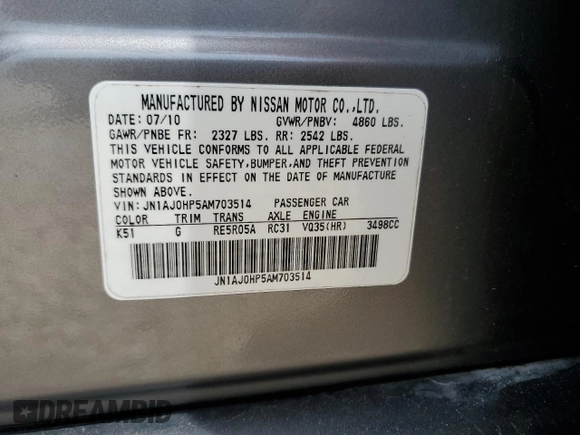 MANUFACTURED BY NISSAN MOTOR CO.,LTD.
DATE: 07/10 GVWR/PNBV: 4860 LBS.
GAWR/PNBE FR: 2327 LBS. RR: 2542 LBS.
THIS VEHICLE CONFORMS TO ALL APPLICABLE FEDERAL
MOTOR VEHICLE SAFETY,BUMPER,AND THEFT PREVENTION
STANDARDS IN EFFECT ON THE DATE OF MANUFACTURE
SHOWN ABOVE.
VIN: JN1AJ0HP5AM703514 PASSENGER CAR
COLOR TRIM TRANS AXLE ENGINE
K51 G RE5R05A RC31 VQ35(HR) 3498CC
JN1AJ0HP5AM703514
DREAMBID